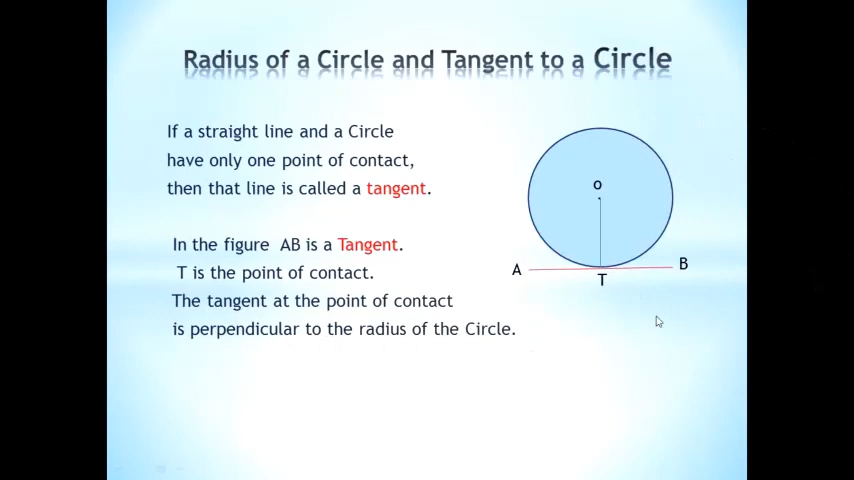 Radius of a Circle and Tangent to a Circle
If a straight line and a Circle
have only one point of contact,
then that line is called a tangent.
In the figure AB is a Tangent.
T is the point of contact.
The tangent at the point of contact
is perpendicular to the radius of the Circle.
O
A
B
T